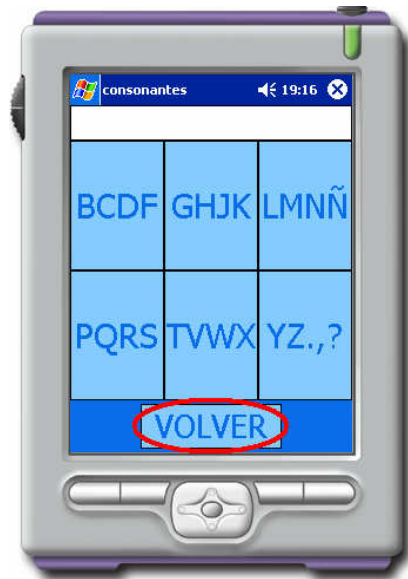 consonantes 19:16
BCDF GHJK LMNÑ
PQRS TVWX YZ.,?
VOLVER